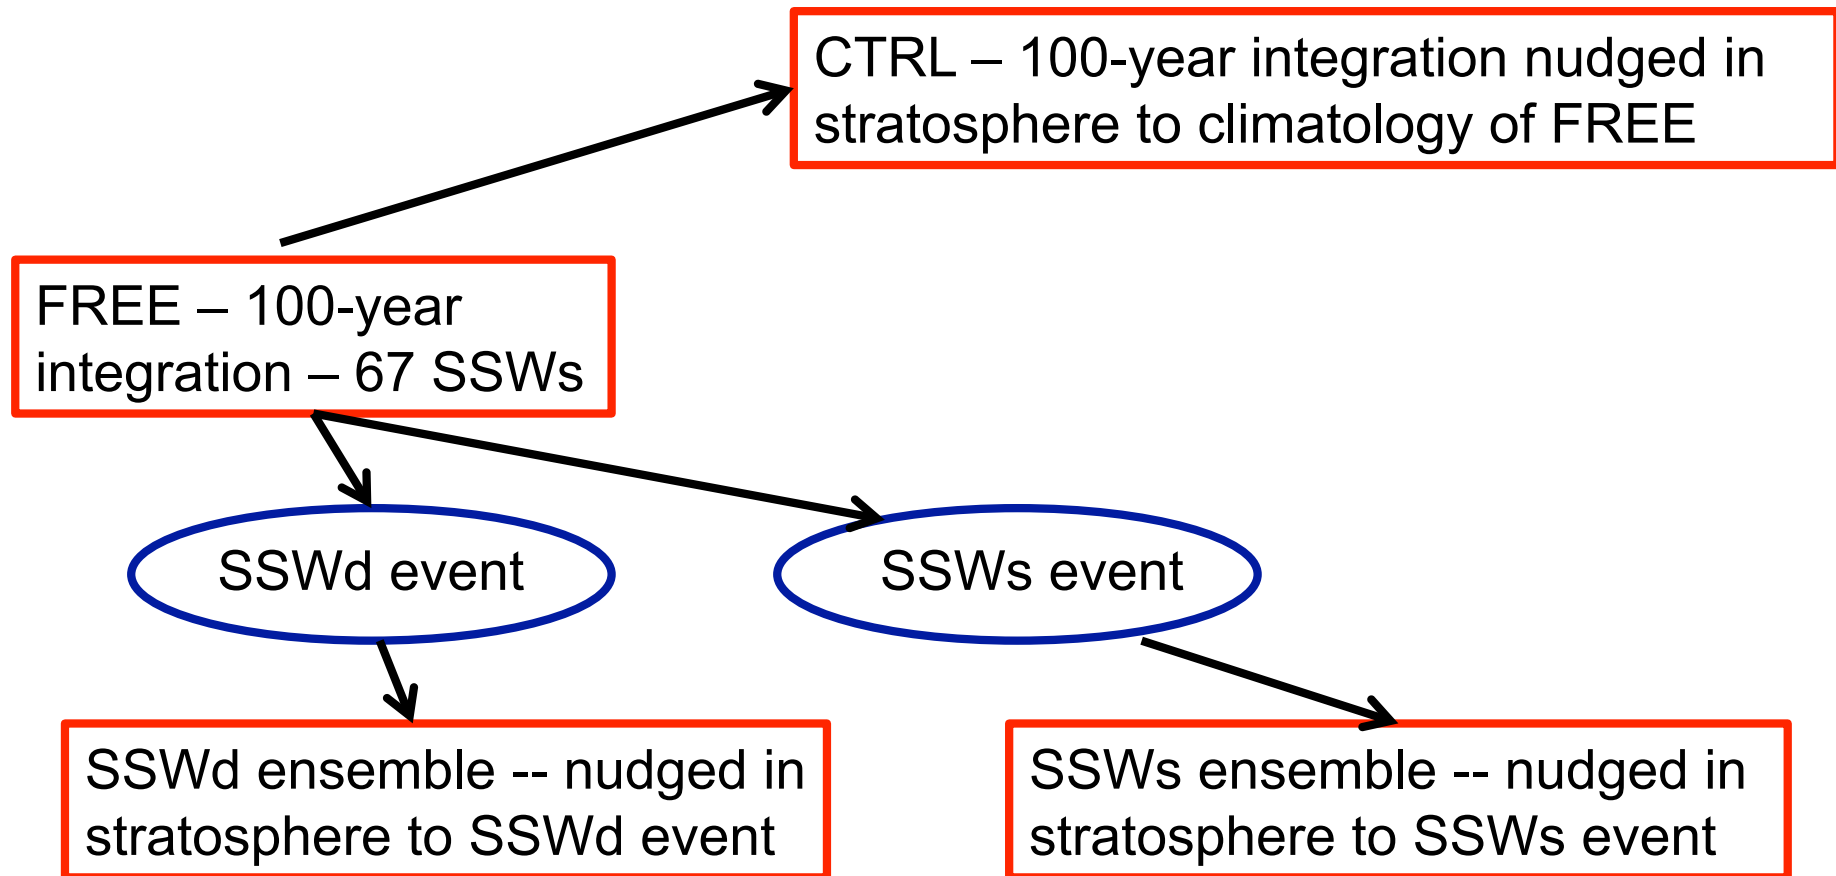 CTRL – 100-year integration nudged in
stratosphere to climatology of FREE
FREE – 100-year
integration – 67 SSWs
SSWd event
SSWs event
SSWd ensemble -- nudged in
stratosphere to SSWd event
SSWs ensemble -- nudged in
stratosphere to SSWs event